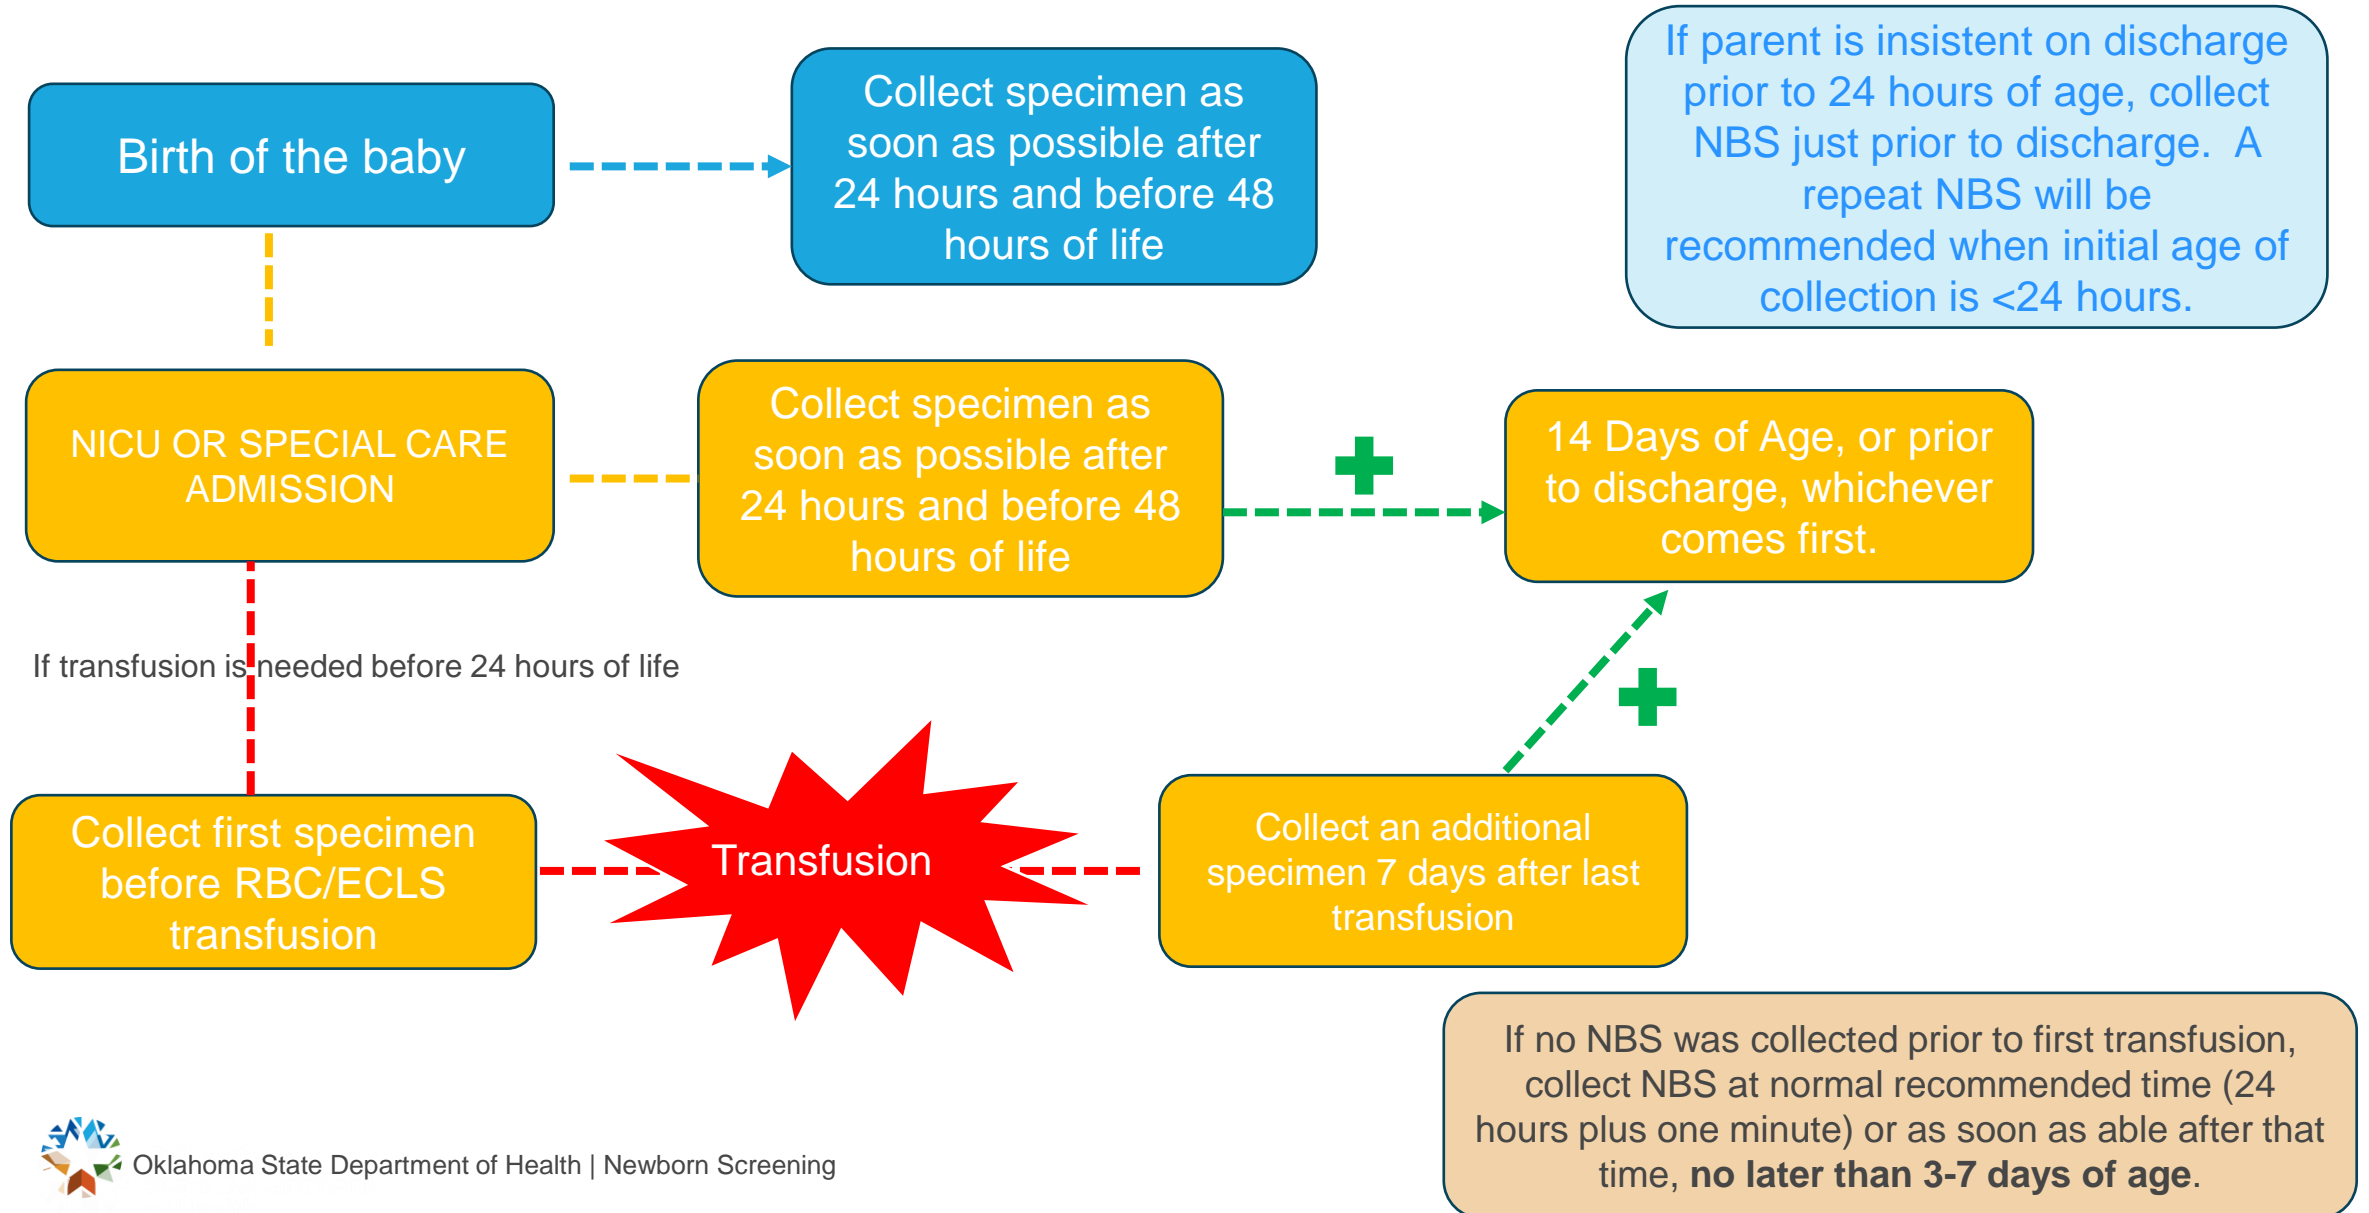 Birth of the baby
Collect specimen as
soon as possible after
24 hours and before 48
hours of life
If parent is insistent on discharge
prior to 24 hours of age, collect
NBS just prior to discharge.  A
repeat NBS will be
recommended when initial age of
collection is <24 hours.
NICU OR SPECIAL CARE
ADMISSION
Collect specimen as
soon as possible after
24 hours and before 48
hours of life
14 Days of Age, or prior
to discharge, whichever
comes first.
If transfusion is needed before 24 hours of life
Collect first specimen
before RBC/ECLS
transfusion
Transfusion
Collect an additional
specimen 7 days after last
transfusion
If no NBS was collected prior to first transfusion,
collect NBS at normal recommended time (24
hours plus one minute) or as soon as able after that
time, no later than 3-7 days of age.
Oklahoma State Department of Health | Newborn Screening